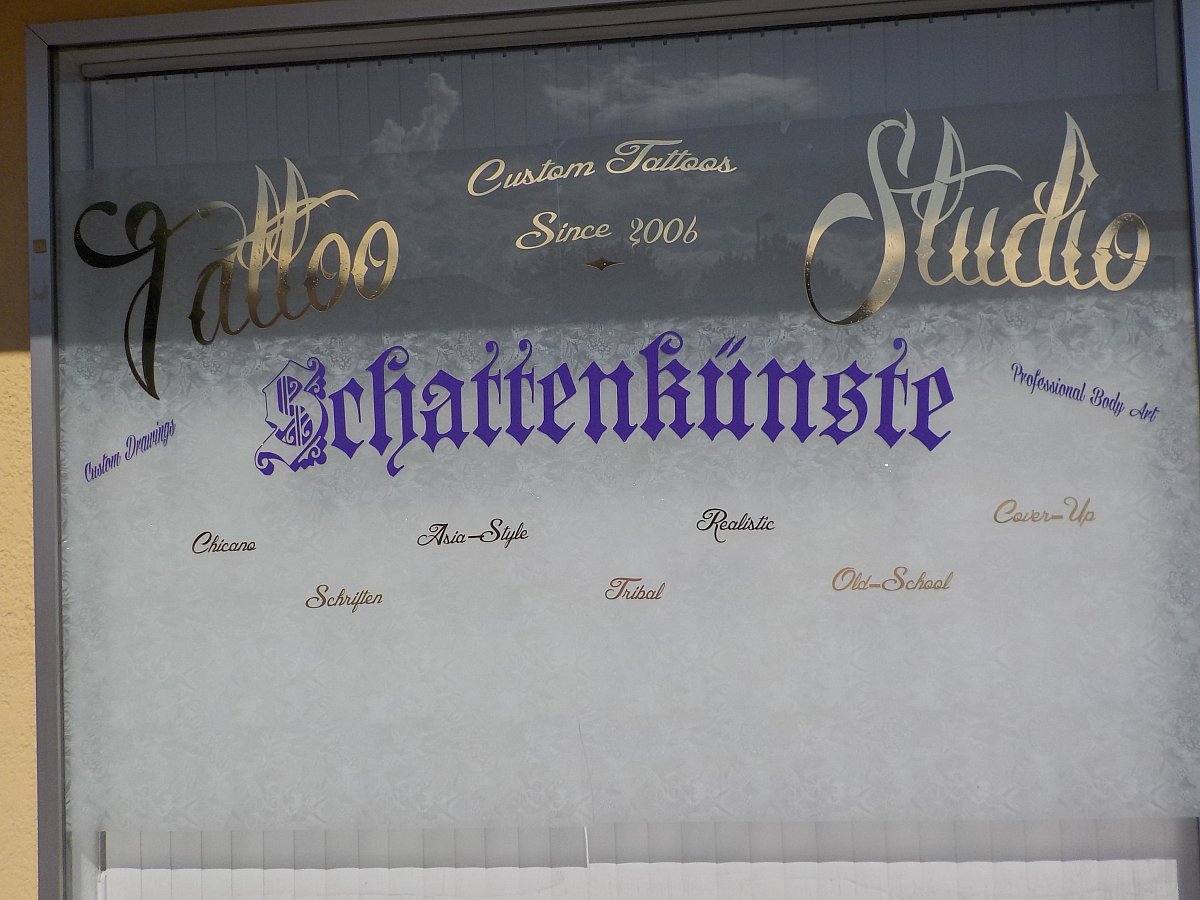 Custom Tattoos
Tattoo Studio
Since 2006
Schattenkünste
Custom Drawings
Professional Body Art
Chicano Asia-Style Realistic Cover-Up
Schriften Tribal Old-School